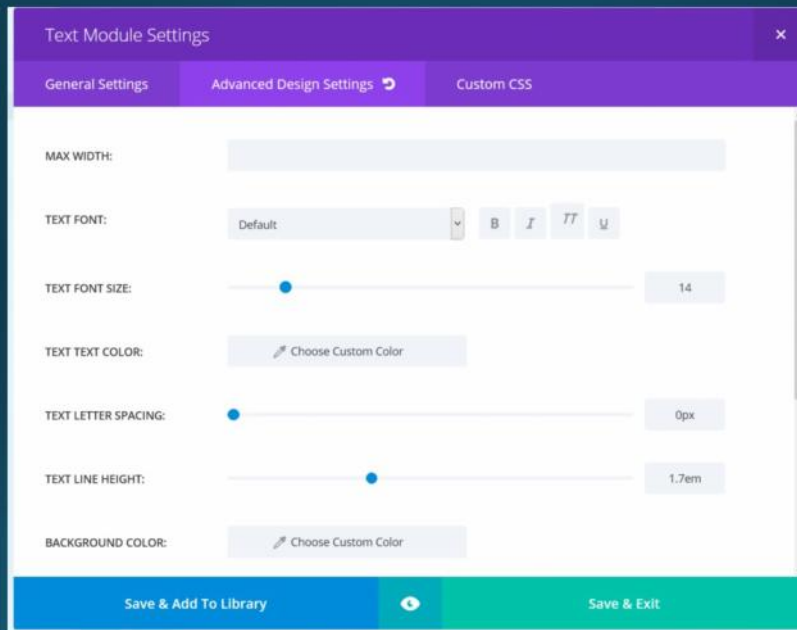 Text Module Settings
×
General Settings Advanced Design Settings Custom CSS
MAX WIDTH:
TEXT FONT: Default B I TT U
TEXT FONT SIZE: 14
TEXT TEXT COLOR: Choose Custom Color
TEXT LETTER SPACING: 0px
TEXT LINE HEIGHT: 1.7em
BACKGROUND COLOR: Choose Custom Color
Save & Add To Library Save & Exit